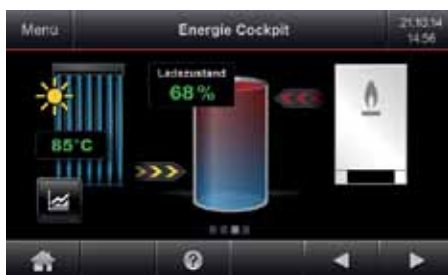 Menü
Energie Cockpit
21.10.14
14:56
Ladezustand
68 %
85°C